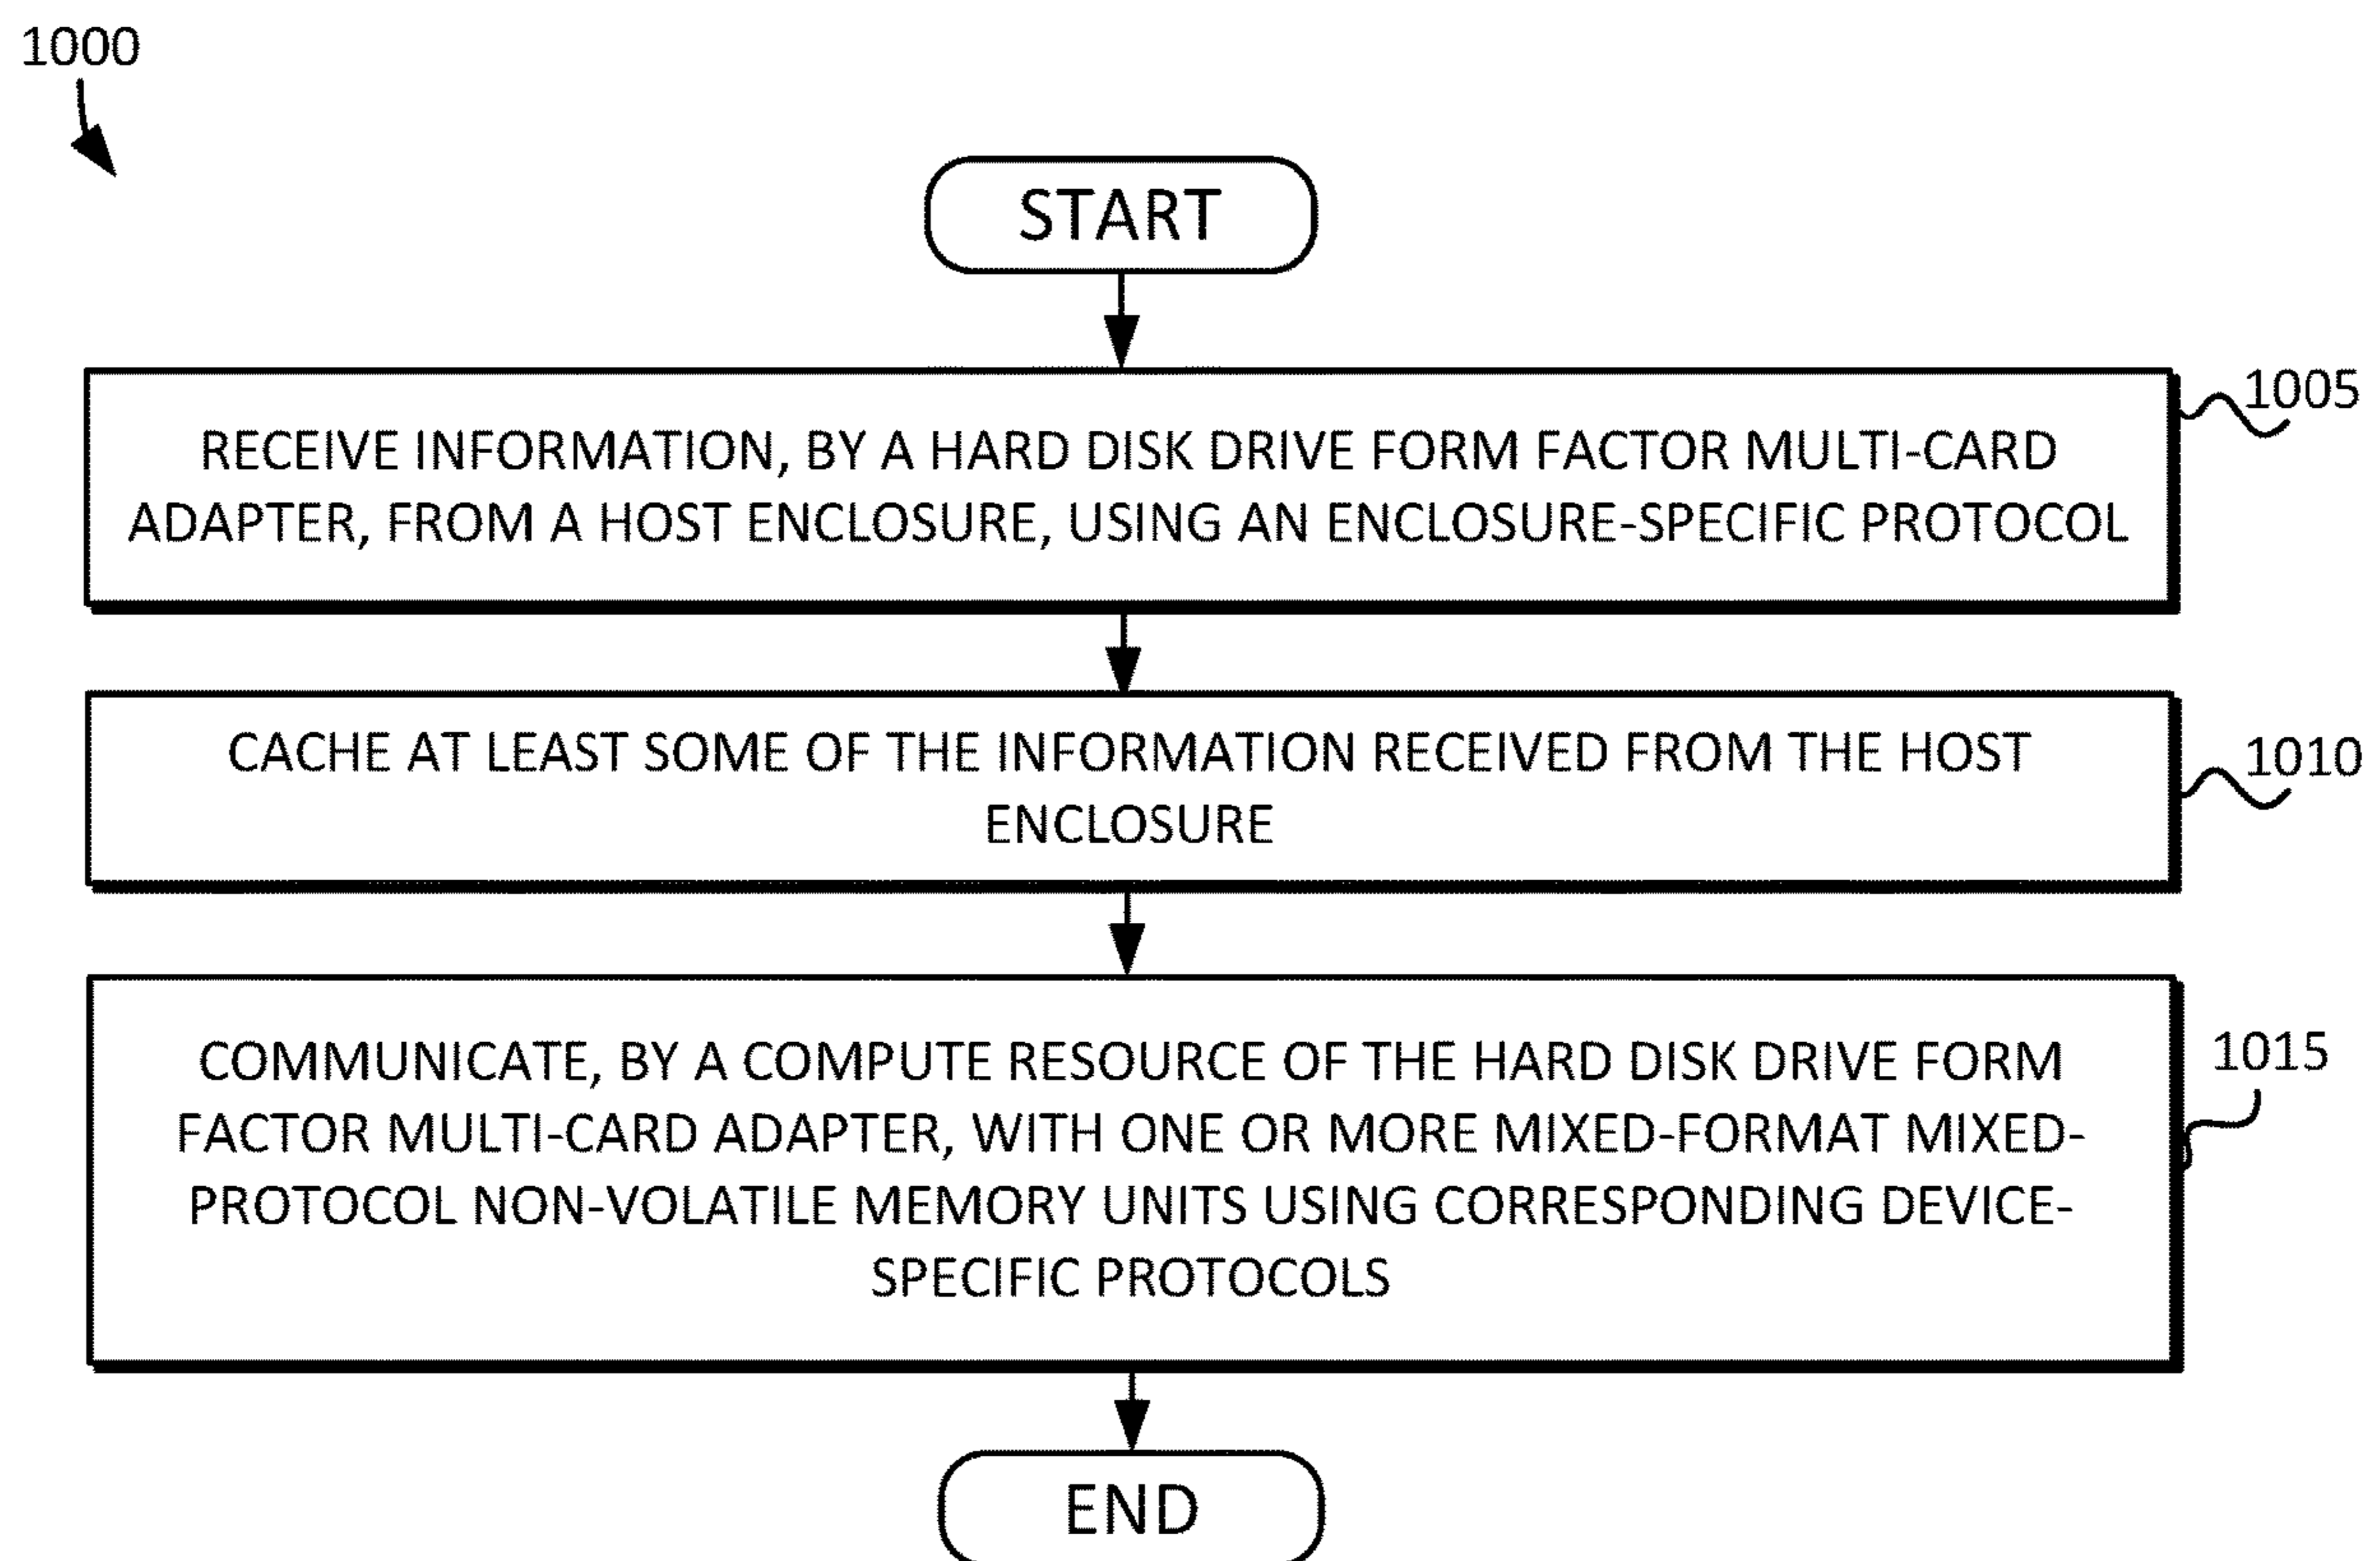 1000
START
1005
RECEIVE INFORMATION, BY A HARD DISK DRIVE FORM FACTOR MULTI-CARD
ADAPTER, FROM A HOST ENCLOSURE, USING AN ENCLOSURE-SPECIFIC PROTOCOL
CACHE AT LEAST SOME OF THE INFORMATION RECEIVED FROM THE HOST
ENCLOSURE
1010
COMMUNICATE, BY A COMPUTE RESOURCE OF THE HARD DISK DRIVE FORM
FACTOR MULTI-CARD ADAPTER, WITH ONE OR MORE MIXED-FORMAT MIXED-
PROTOCOL NON-VOLATILE MEMORY UNITS USING CORRESPONDING DEVICE-
SPECIFIC PROTOCOLS
1015
END